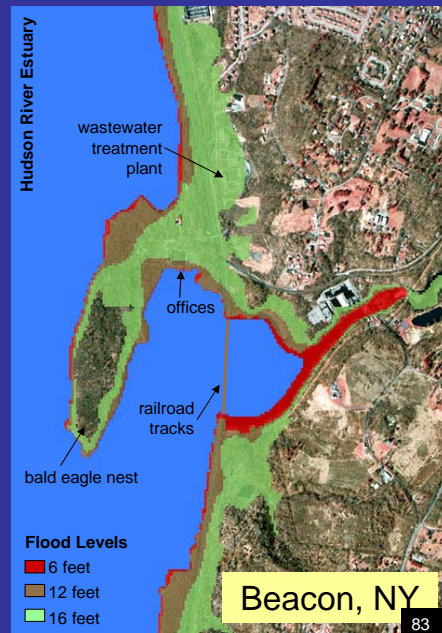 Hudson River Estuary
wastewater
treatment
plant
offices
railroad
tracks
bald eagle nest
Flood Levels
6 feet
12 feet
16 feet
Beacon, NY
83